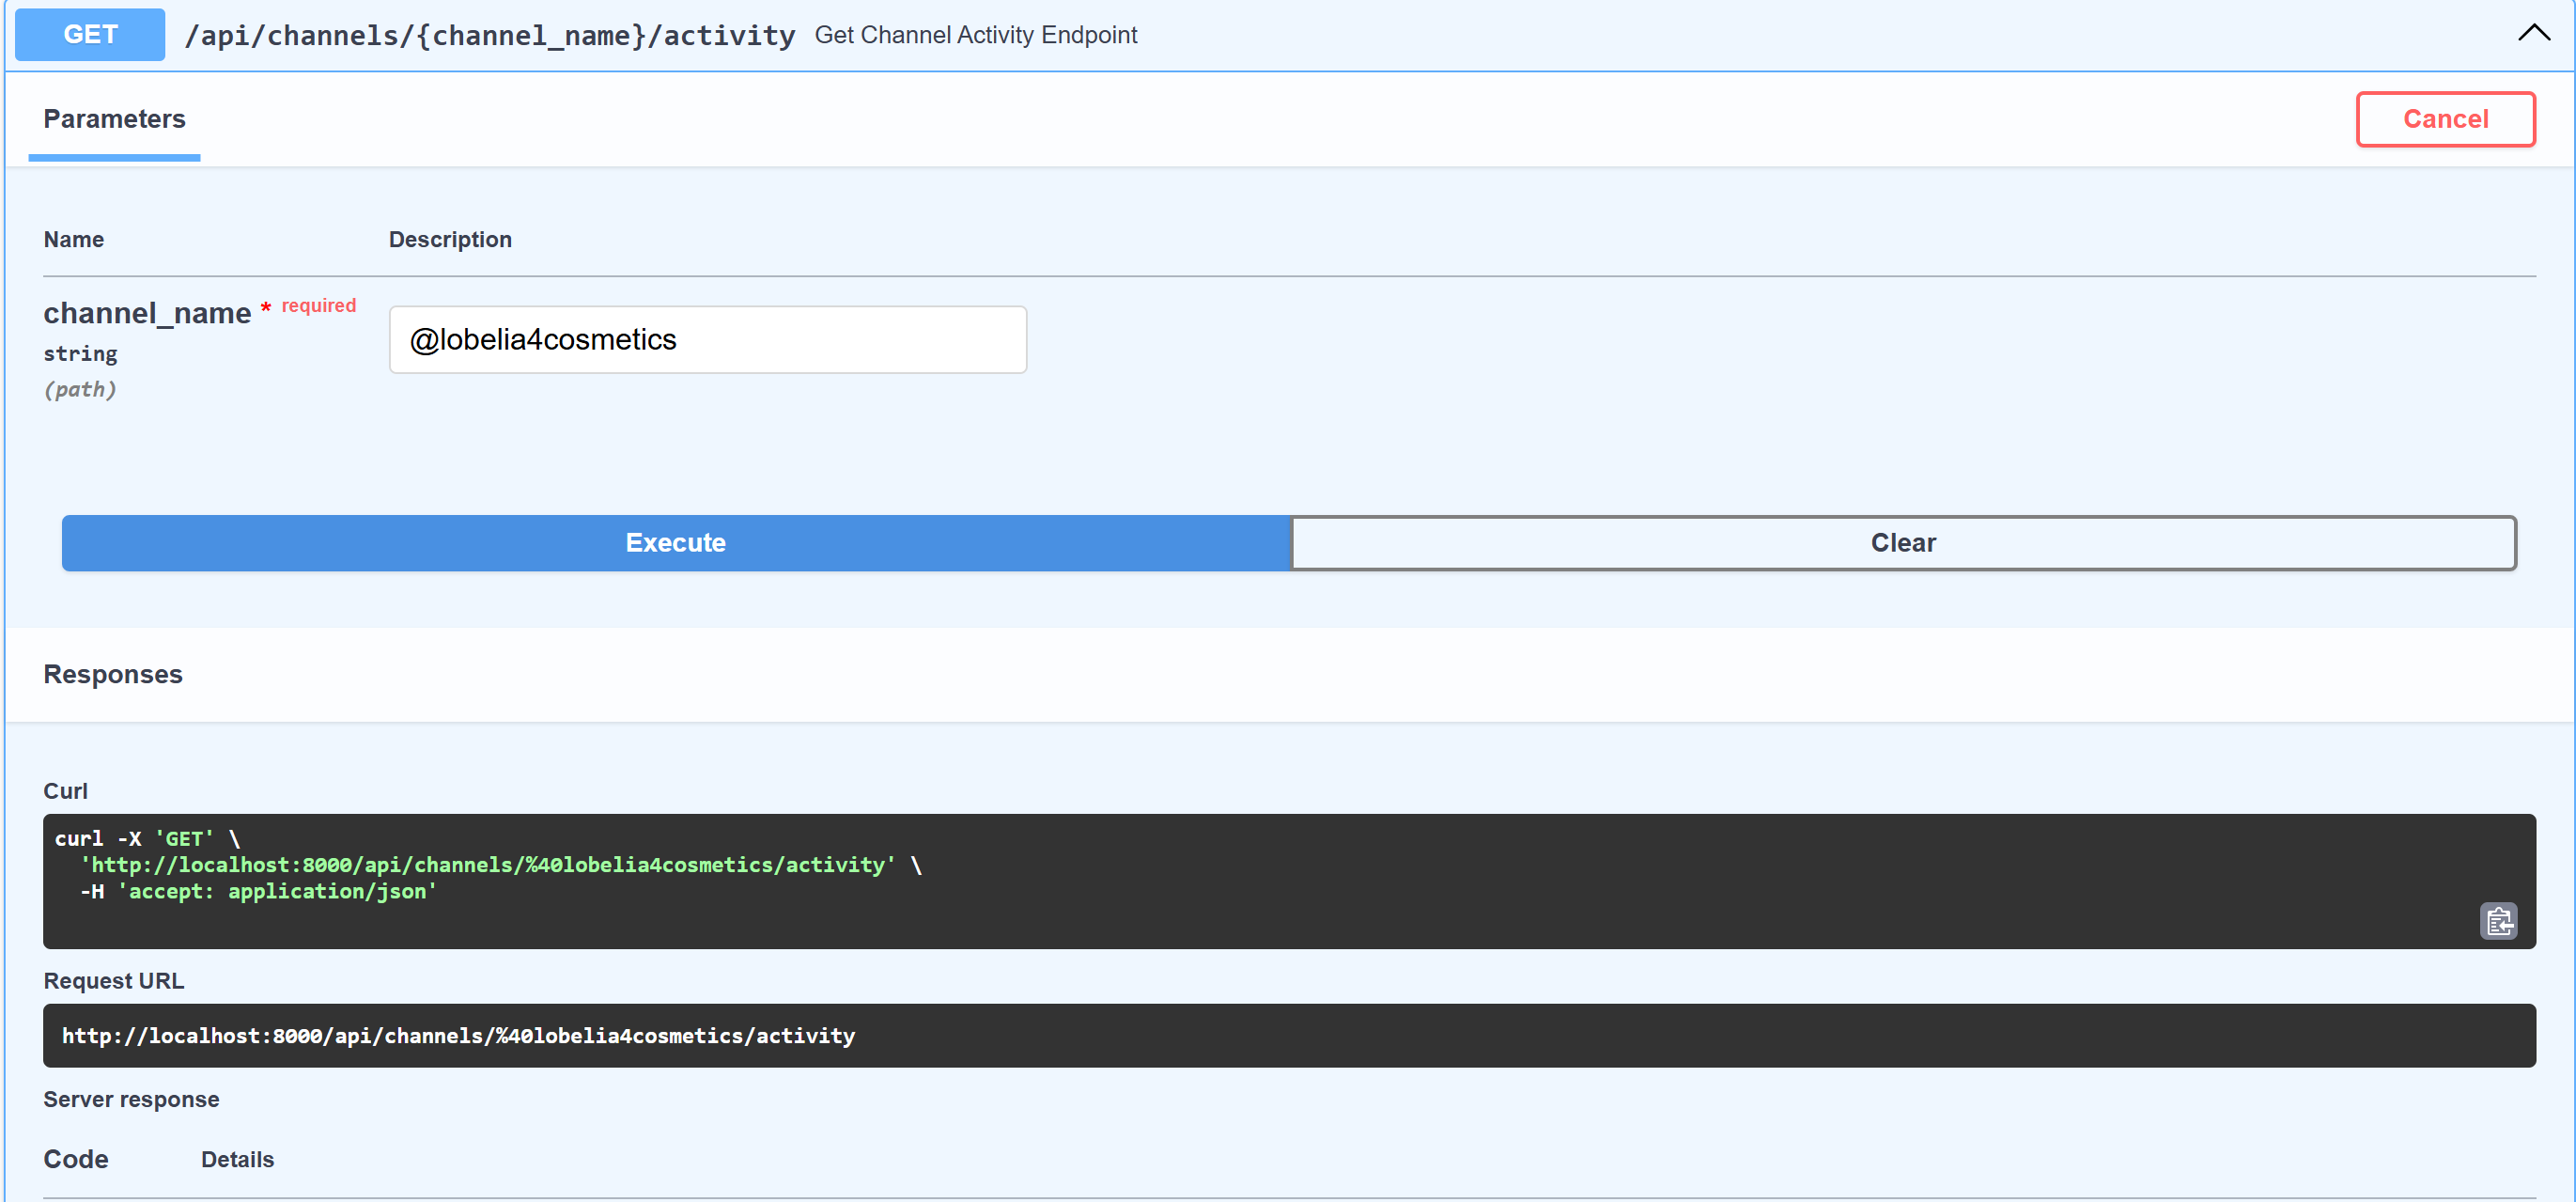 GET /api/channels/{channel_name}/activity Get Channel Activity Endpoint
Parameters
Cancel
Name Description
channel_name * required
string
(path)
@lobelia4cosmetics
Execute Clear
Responses
Curl
curl -X 'GET' \
'http://localhost:8000/api/channels/%40lobelia4cosmetics/activity' \
-H 'accept: application/json'
Request URL
http://localhost:8000/api/channels/%40lobelia4cosmetics/activity
Server response
Code Details